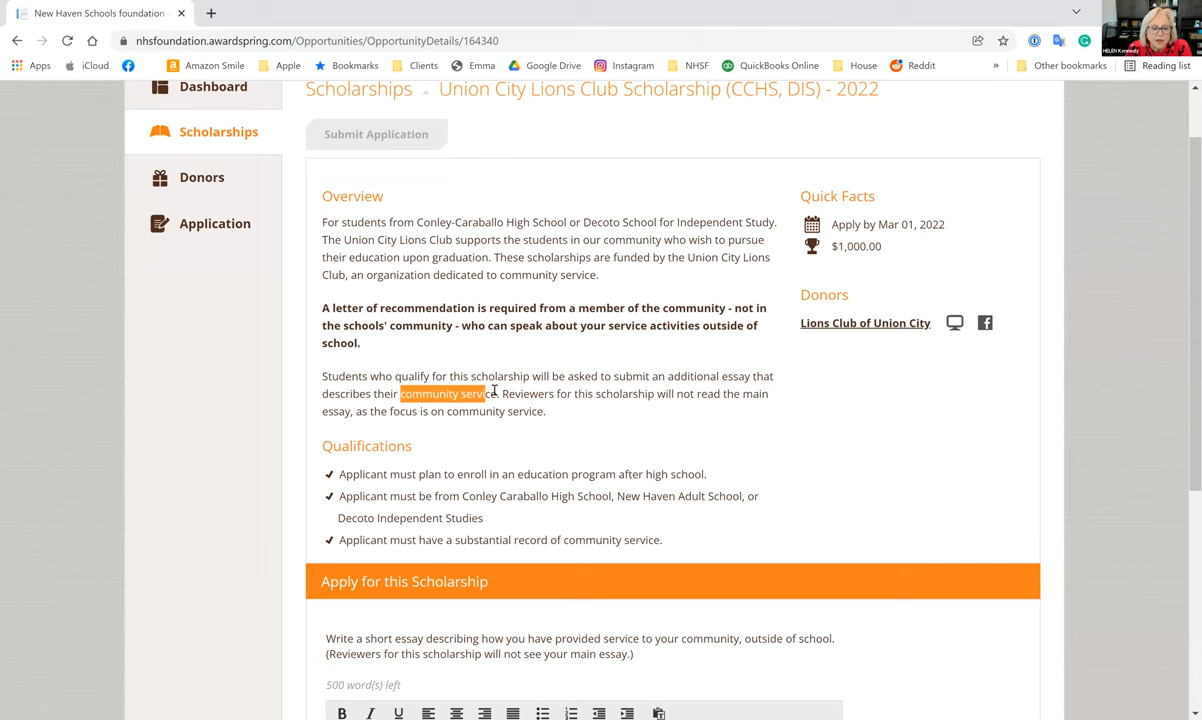 New Haven Schools foundation
nhsfoundation.awardspring.com/Opportunities/OpportunityDetails/164340
HELEN Kennedy
Apps iCloud Amazon Smile Apple Bookmarks Clients Emma Google Drive Instagram NHSF QuickBooks Online House Reddit » Other bookmarks Reading list
Dashboard
Scholarships
Donors
Application
Scholarships Union City Lions Club Scholarship (CCHS, DIS) - 2022
Submit Application
Overview
For students from Conley-Caraballo High School or Decoto School for Independent Study.
The Union City Lions Club supports the students in our community who wish to pursue
their education upon graduation. These scholarships are funded by the Union City Lions
Club, an organization dedicated to community service.
A letter of recommendation is required from a member of the community - not in
the schools' community - who can speak about your service activities outside of
school.
Students who qualify for this scholarship will be asked to submit an additional essay that
describes their community service. Reviewers for this scholarship will not read the main
essay, as the focus is on community service.
Qualifications
Applicant must plan to enroll in an education program after high school.
Applicant must be from Conley Caraballo High School, New Haven Adult School, or
Decoto Independent Studies
Applicant must have a substantial record of community service.
Quick Facts
Apply by Mar 01, 2022
$1,000.00
Donors
Lions Club of Union City
Apply for this Scholarship
Write a short essay describing how you have provided service to your community, outside of school.
(Reviewers for this scholarship will not see your main essay.)
500 word(s) left
B I U